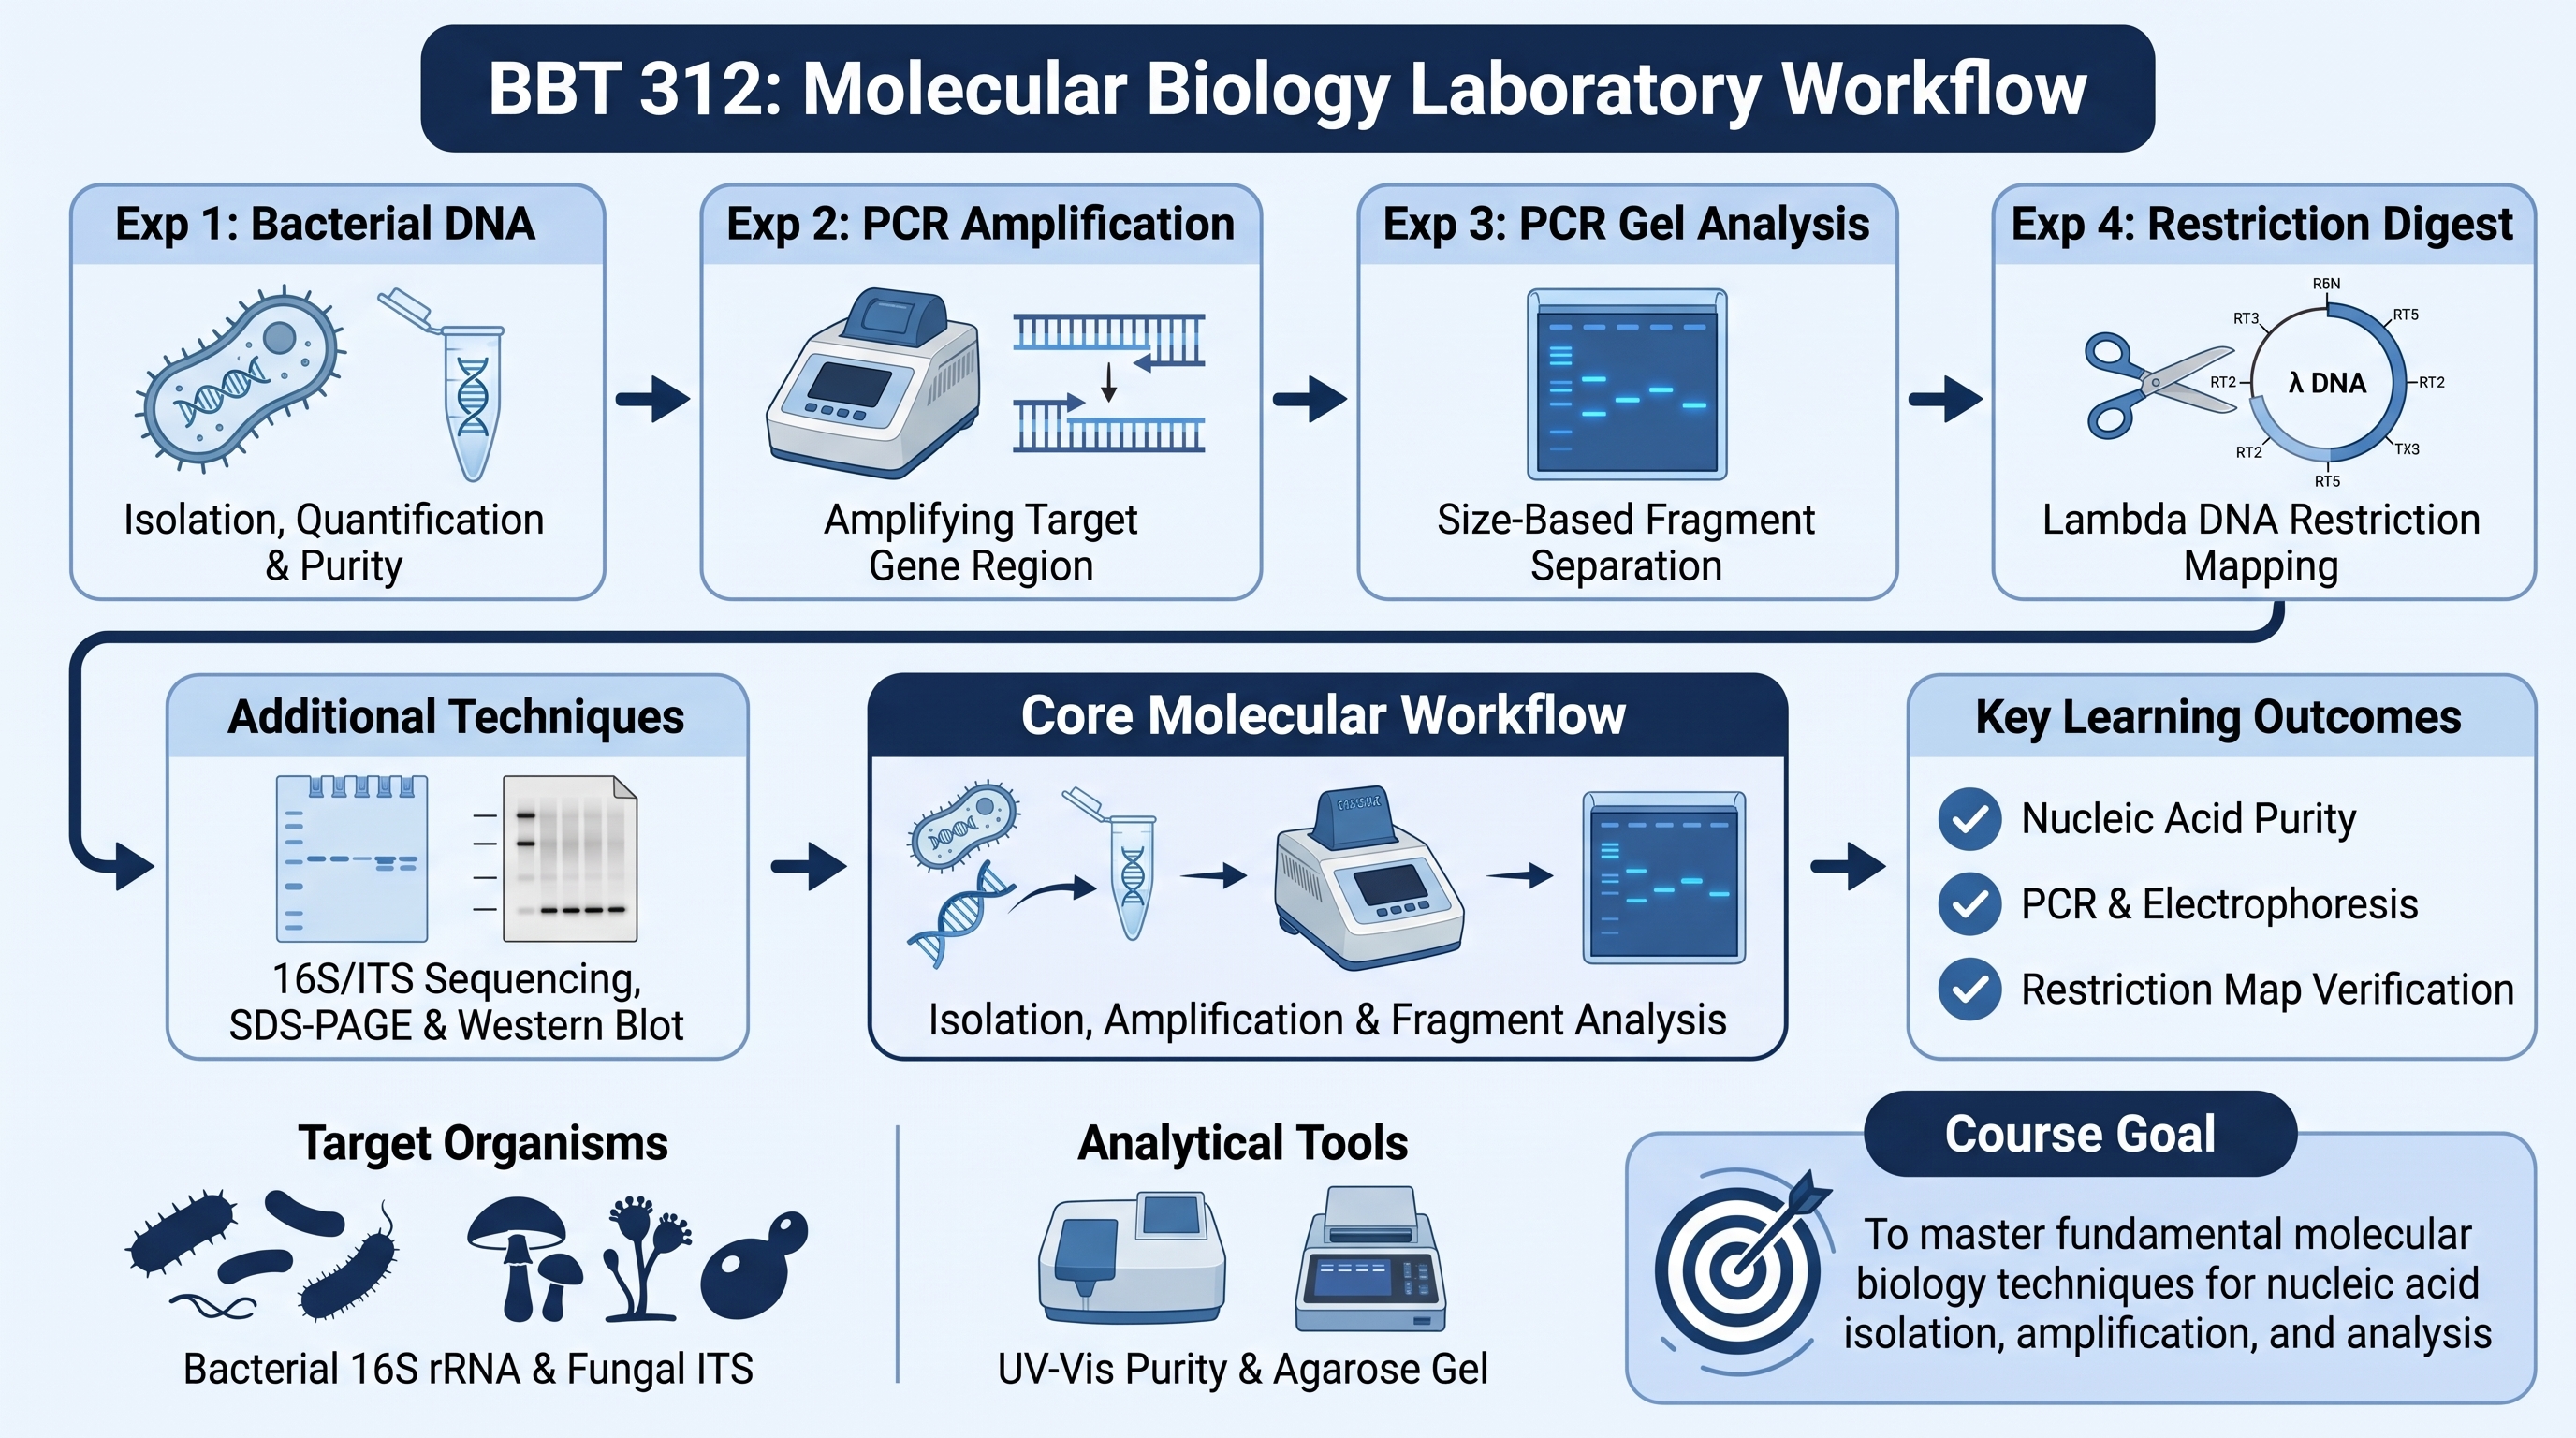 BBT 312: Molecular Biology Laboratory Workflow
Exp 1: Bacterial DNA
Isolation, Quantification
& Purity
Exp 2: PCR Amplification
Amplifying Target
Gene Region
Exp 3: PCR Gel Analysis
Size-Based Fragment
Separation
Exp 4: Restriction Digest
RT3
RT5
RT2
λ DNA
RT2
RT2
TX3
RT5
Lambda DNA Restriction
Mapping
Additional Techniques
16S/ITS Sequencing,
SDS-PAGE & Western Blot
Core Molecular Workflow
Isolation, Amplification & Fragment Analysis
Key Learning Outcomes
Nucleic Acid Purity
PCR & Electrophoresis
Restriction Map Verification
Target Organisms
Bacterial 16S rRNA & Fungal ITS
Analytical Tools
UV-Vis Purity & Agarose Gel
Course Goal
To master fundamental molecular
biology techniques for nucleic acid
isolation, amplification, and analysis